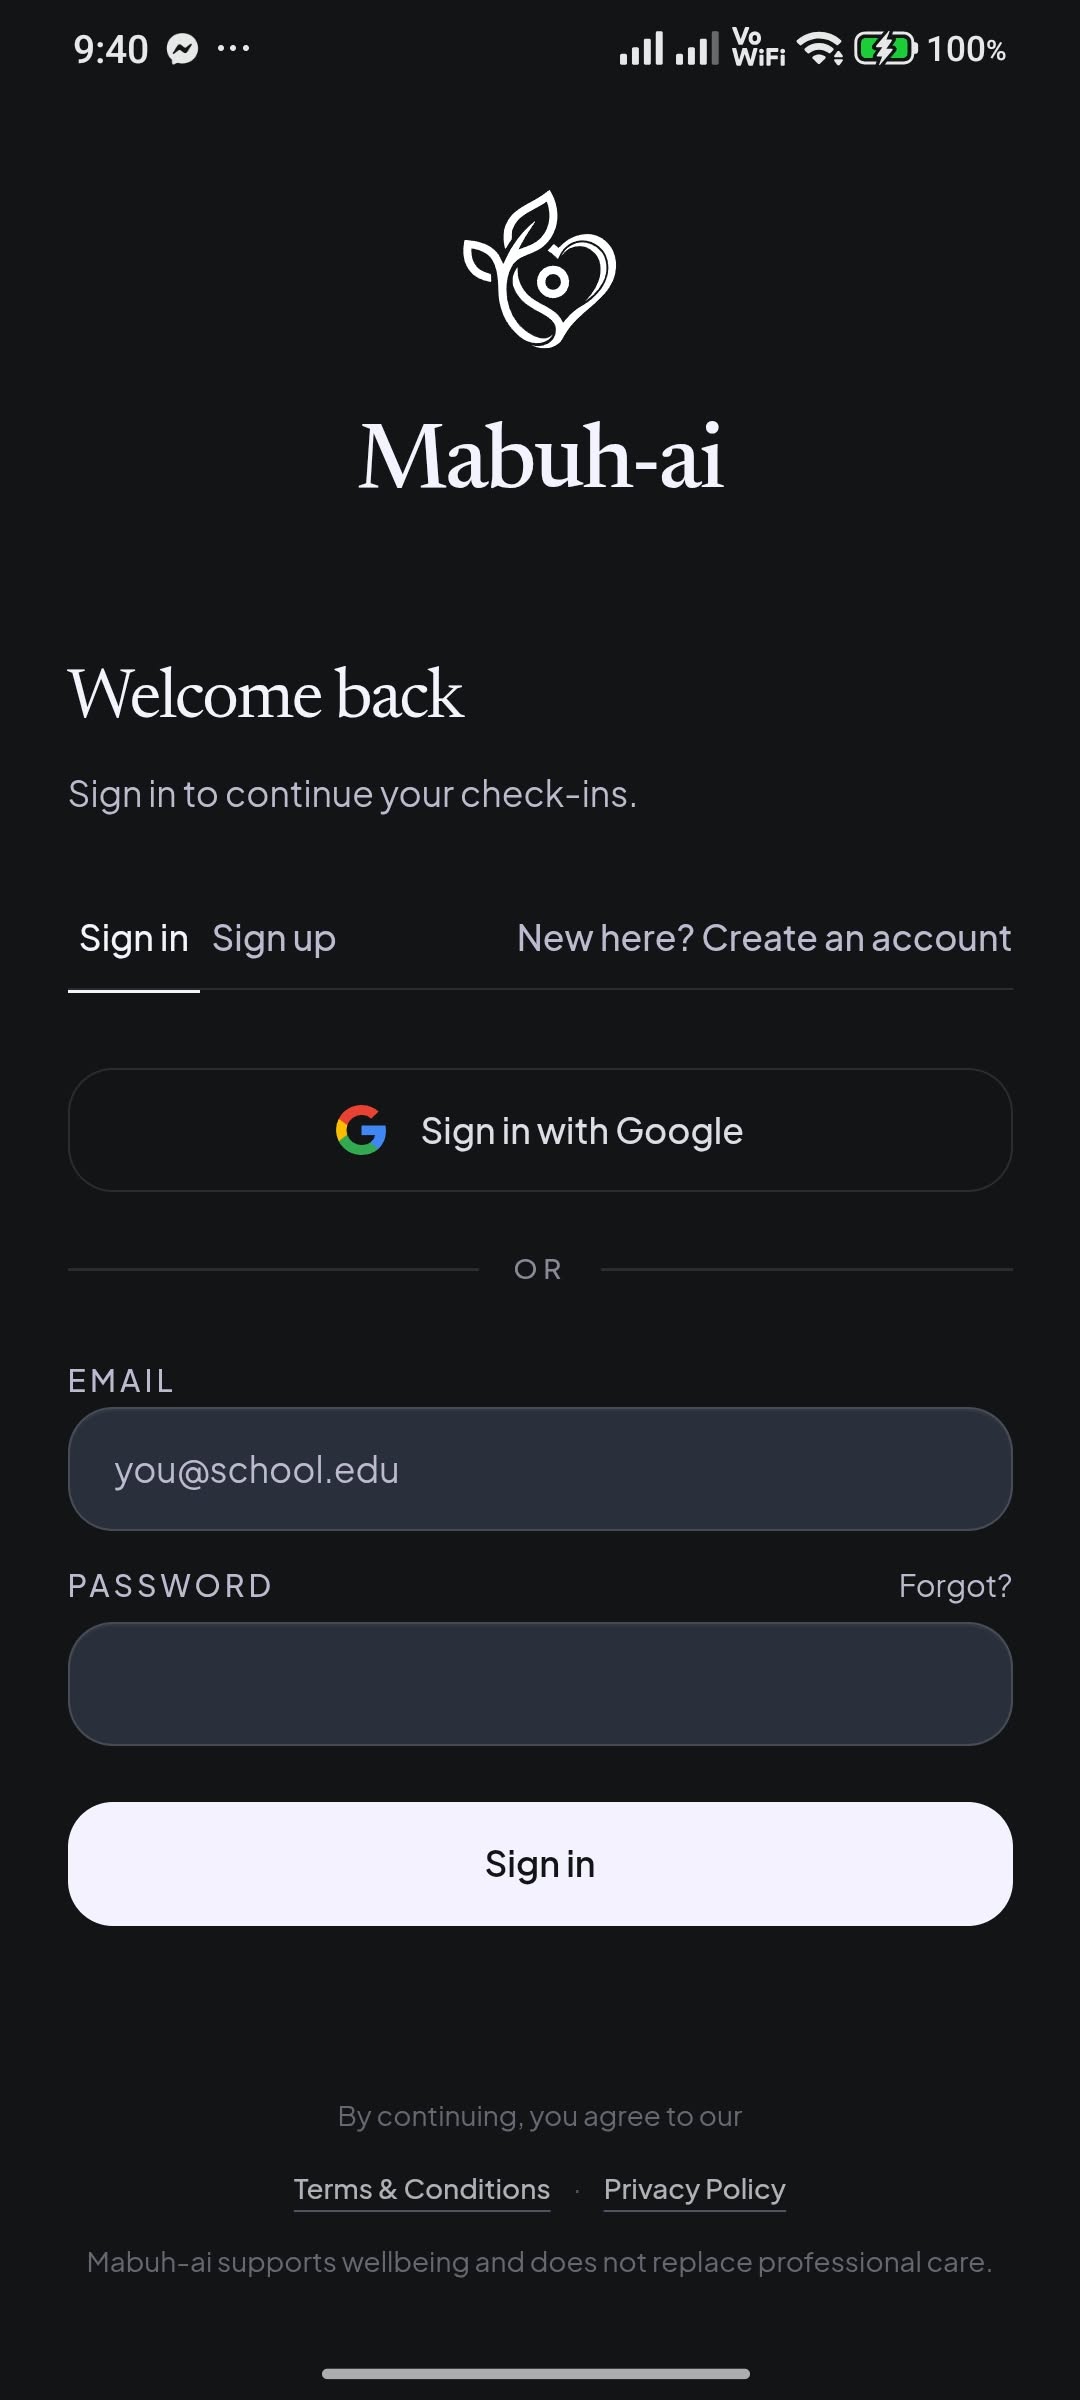 9:40
Vo
WiFi
100%
Mabuh-ai
Welcome back
Sign in to continue your check-ins.
Sign in Sign up New here? Create an account
Sign in with Google
OR
EMAIL
you@school.edu
PASSWORD Forgot?
Sign in
By continuing, you agree to our
Terms & Conditions · Privacy Policy
Mabuh-ai supports wellbeing and does not replace professional care.